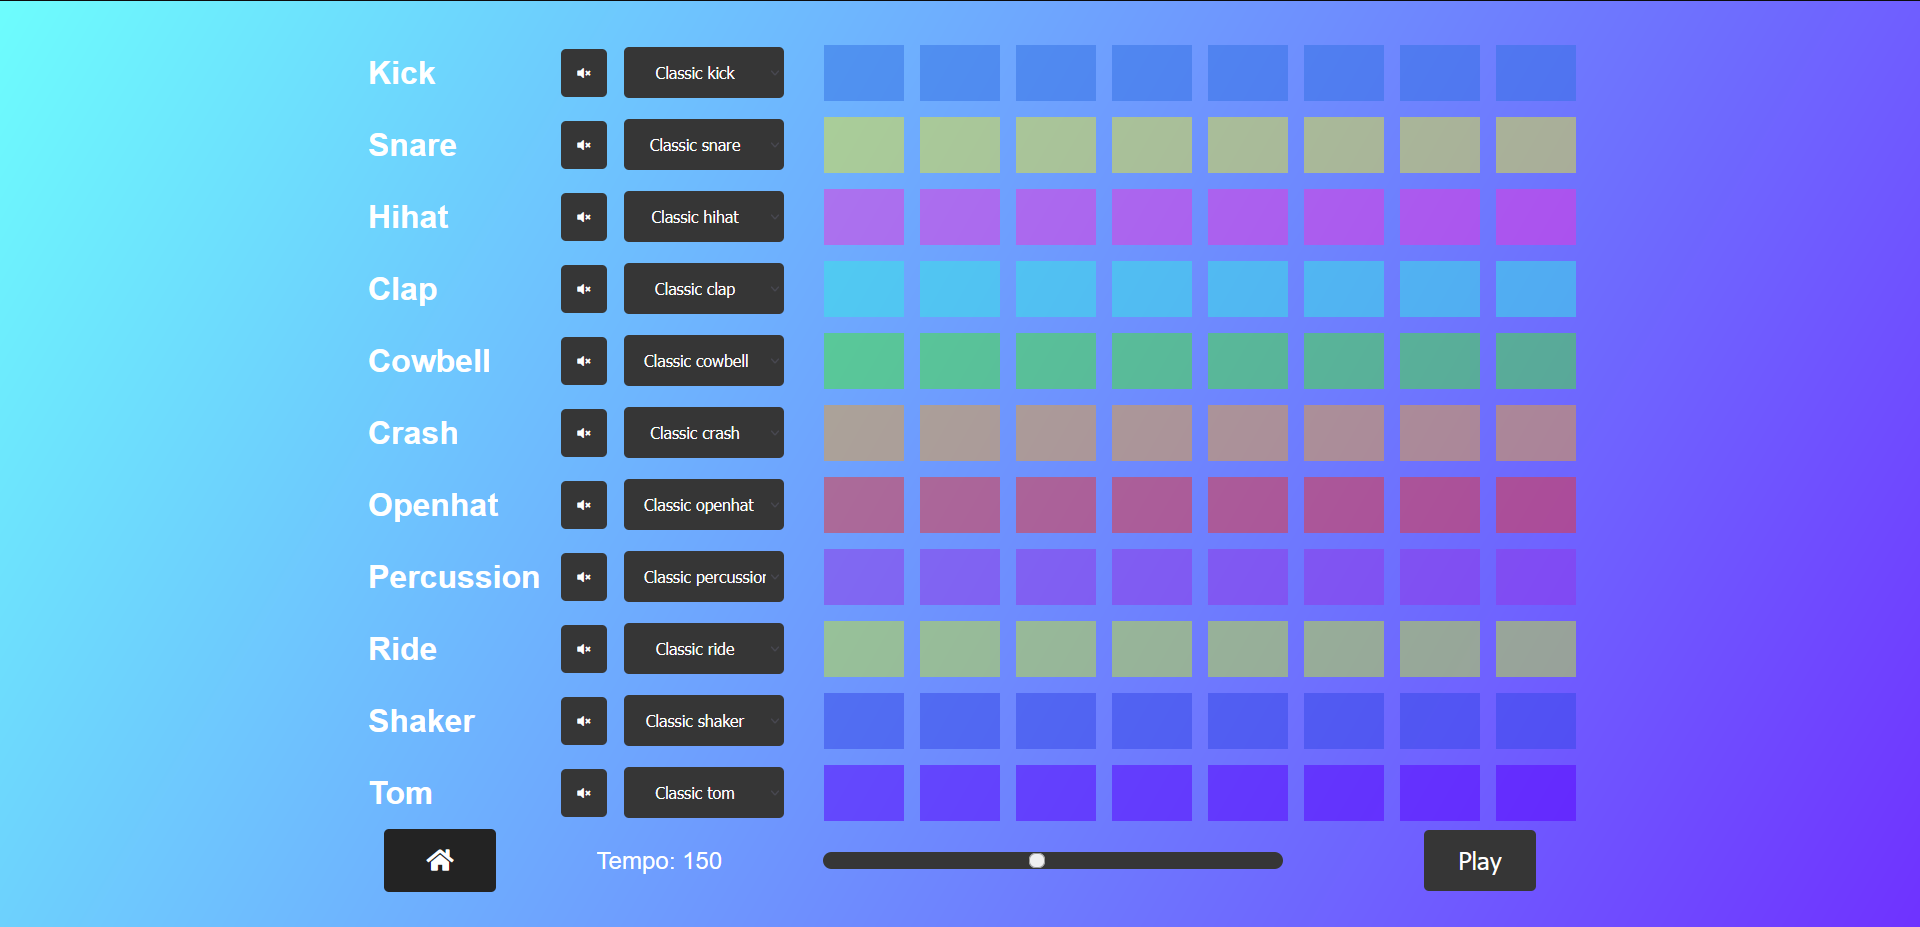 Kick
Classic kick
Snare
Classic snare
Hihat
Classic hihat
Clap
Classic clap
Cowbell
Classic cowbell
Crash
Classic crash
Openhat
Classic openhat
Percussion
Classic percussion
Ride
Classic ride
Shaker
Classic shaker
Tom
Classic tom
Tempo: 150
Play